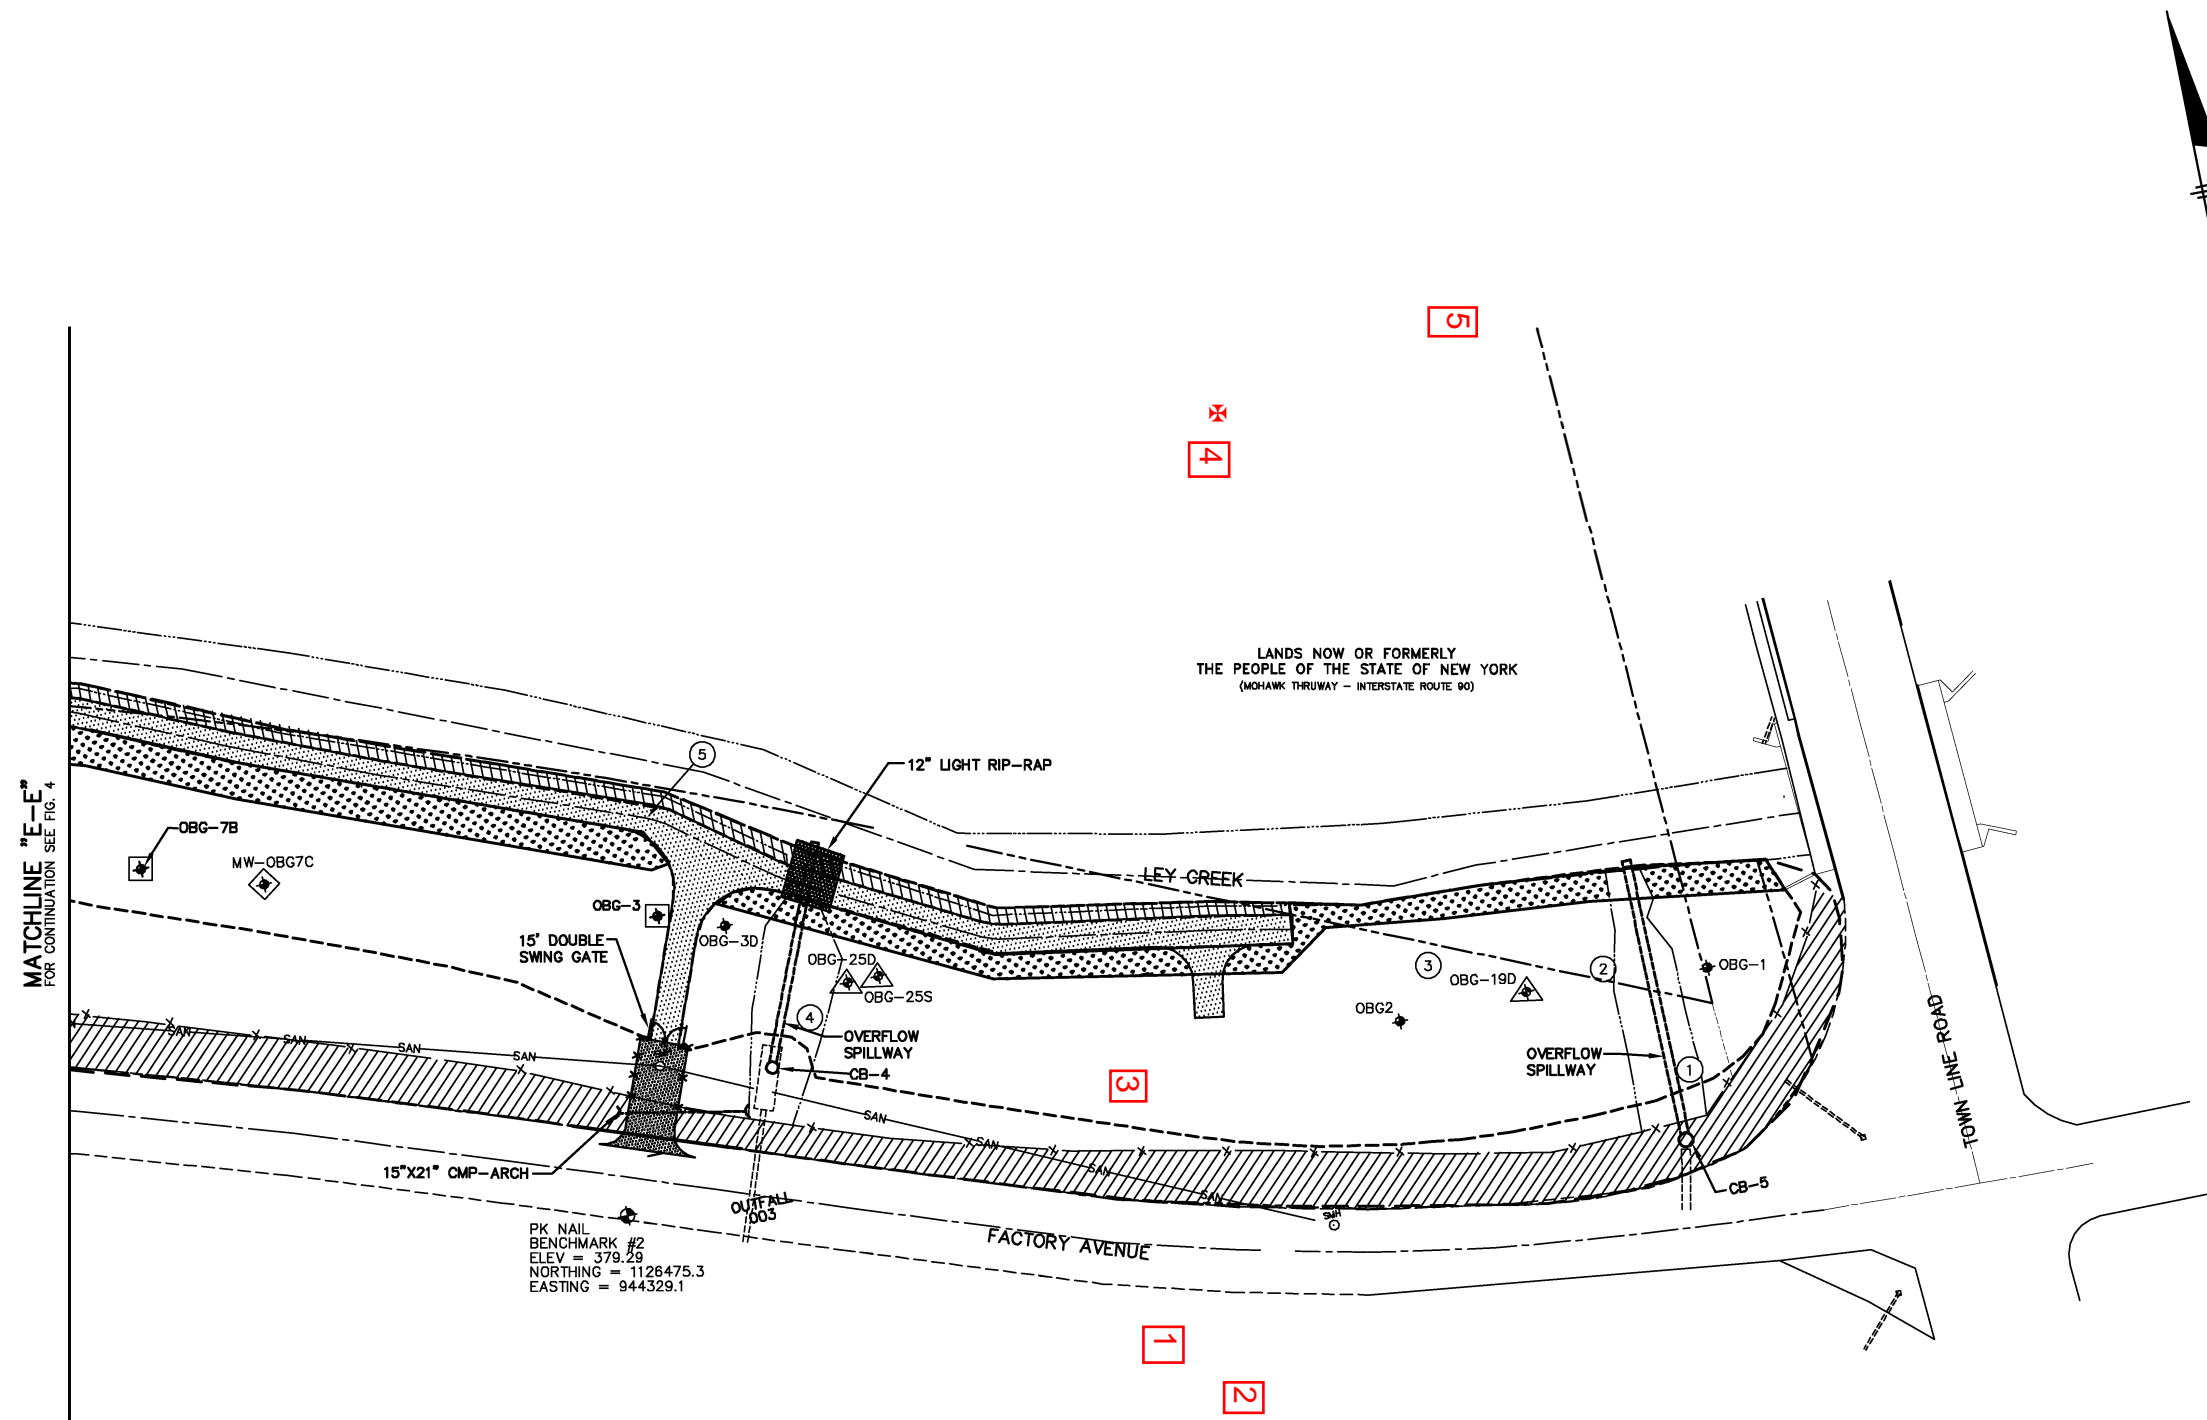 5
4
LANDS NOW OR FORMERLY
THE PEOPLE OF THE STATE OF NEW YORK
(MOHAWK THRUWAY - INTERSTATE ROUTE 90)
5
12" LIGHT RIP-RAP
MATCHLINE "E-E"
FOR CONTINUATION SEE FIG. 4
OBG-7B
MW-OBG7C
LEY CREEK
OBG-3
15' DOUBLE
SWING GATE
OBG-3D
OBG-25D
OBG-25S
3
2
OBG-1
OBG-19D
OBG2
4
OVERFLOW
SPILLWAY
CB-4
OVERFLOW
SPILLWAY
1
3
TOWN LINE ROAD
SAN
SAN
SAN
SAN
SAN
SAN
SAN
SAN
15"X21" CMP-ARCH
CB-5
OUTFALL
003
SMH
PK NAIL
BENCHMARK #2
ELEV = 379.29
NORTHING = 1126475.3
EASTING = 944329.1
FACTORY AVENUE
1
2